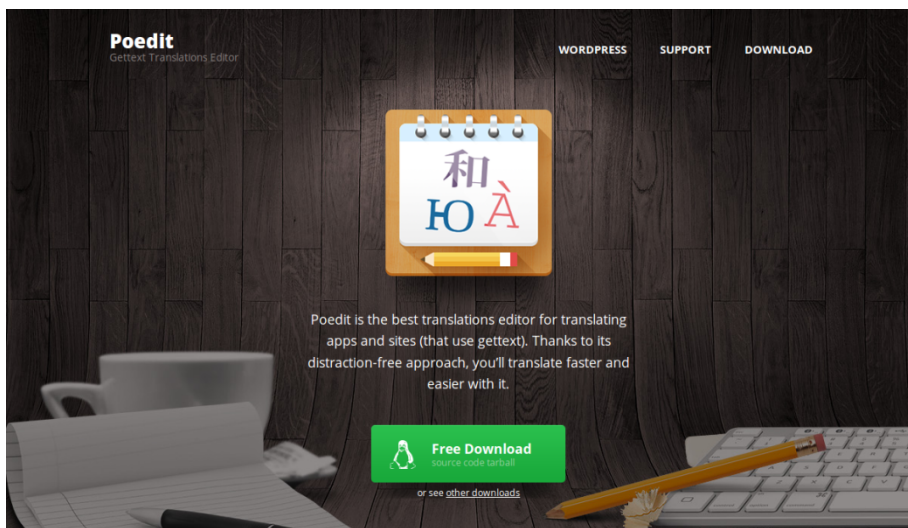 Poedit
Gettext Translations Editor
WORDPRESS SUPPORT DOWNLOAD
和
Ю À
Poedit is the best translations editor for translating
apps and sites (that use gettext). Thanks to its
distraction-free approach, you’ll translate faster and
easier with it.
Free Download
source code tarball
or see other downloads